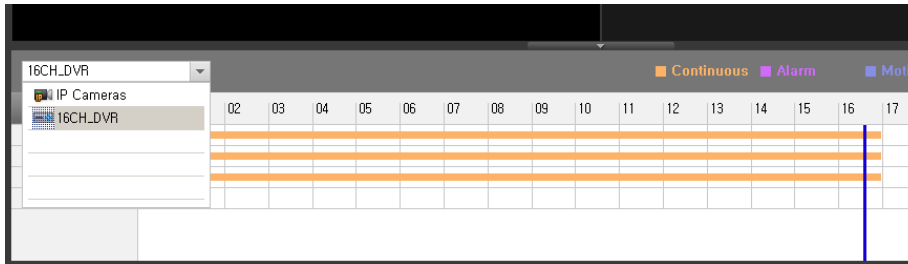 16CH_DVR
Continuous Alarm Mot
IP Cameras
16CH_DVR
02 03 04 05 06 07 08 09 10 11 12 13 14 15 16 17